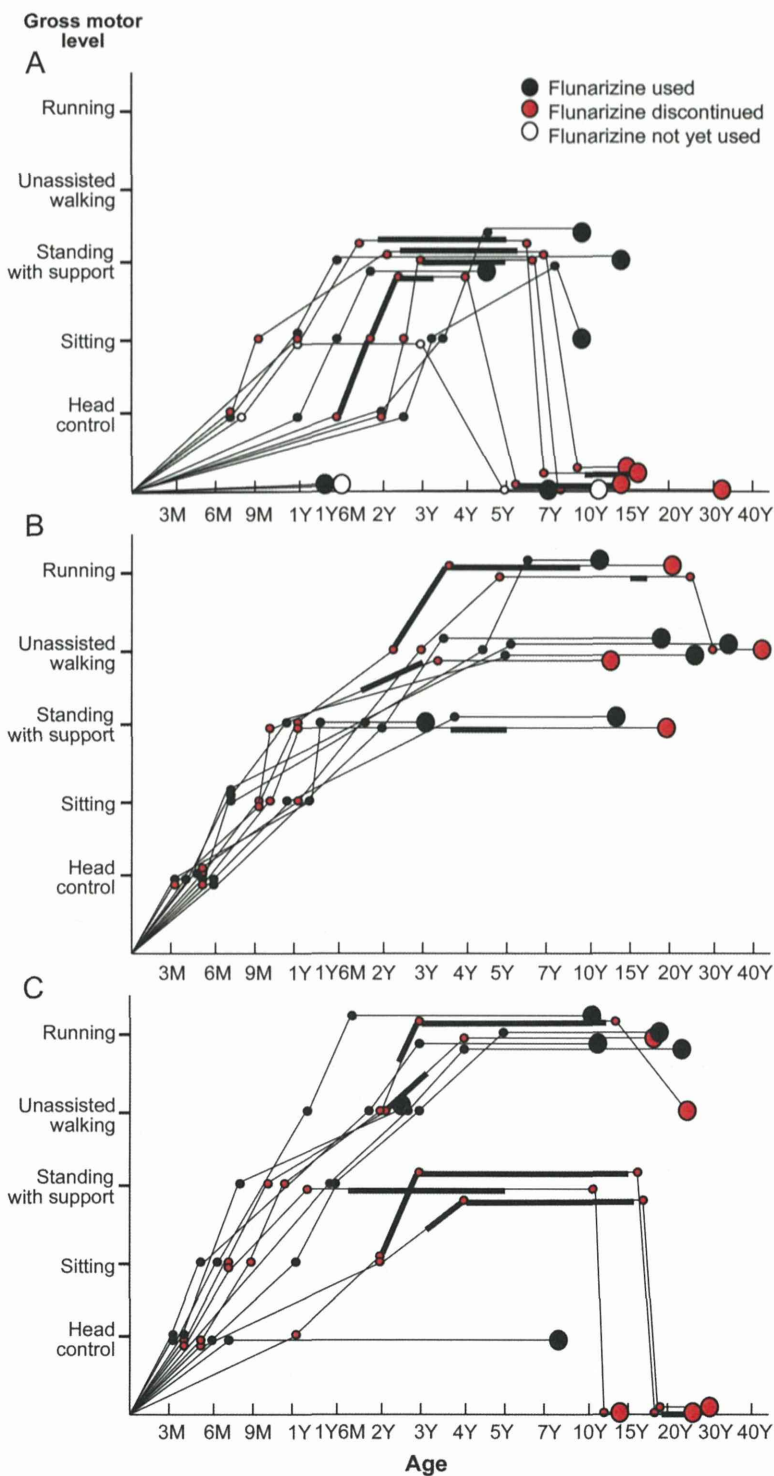 Gross motor
level
A
Flunarizine used
Flunarizine discontinued
Flunarizine not yet used
Running
Unassisted
walking
Standing
with support
Sitting
Head
control
3M 6M 9M 1Y 1Y6M 2Y 3Y 4Y 5Y 7Y 10Y 15Y 20Y 30Y 40Y
B
Running
Unassisted
walking
Standing
with support
Sitting
Head
control
3M 6M 9M 1Y 1Y6M 2Y 3Y 4Y 5Y 7Y 10Y 15Y 20Y 30Y 40Y
C
Running
Unassisted
walking
Standing
with support
Sitting
Head
control
3M 6M 9M 1Y 1Y6M 2Y 3Y 4Y 5Y 7Y 10Y 15Y 20Y 30Y 40Y
Age